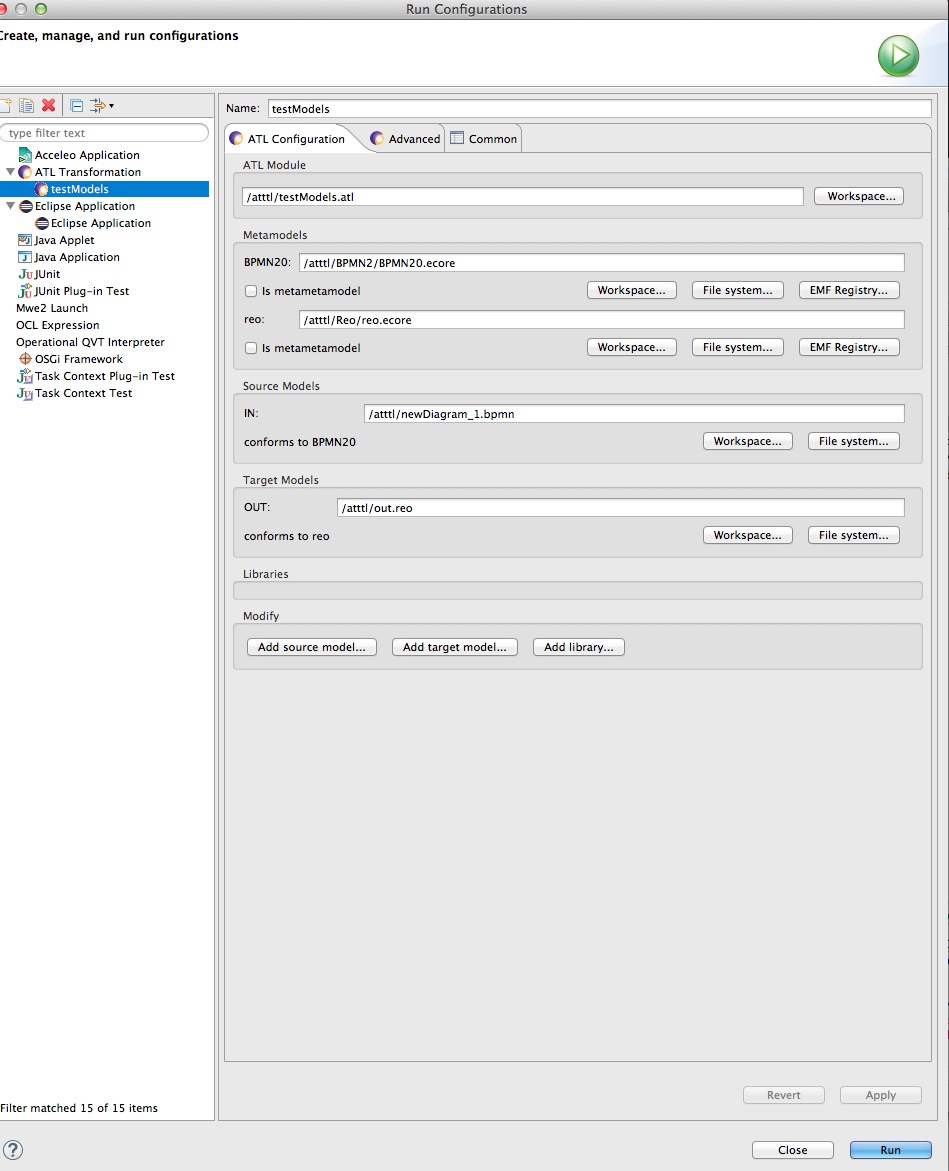 Run Configurations
Create, manage, and run configurations
type filter text
Acceleo Application
ATL Transformation
testModels
Eclipse Application
Eclipse Application
Java Applet
Java Application
JUnit
JUnit Plug-in Test
Mwe2 Launch
OCL Expression
Operational QVT Interpreter
OSGi Framework
Task Context Plug-in Test
Task Context Test
Filter matched 15 of 15 items
Name: testModels
ATL Configuration Advanced Common
ATL Module
/atttl/testModels.atl Workspace...
Metamodels
BPMN20: /atttl/BPMN2/BPMN20.ecore
Is metametamodel Workspace... File system... EMF Registry...
reo: /atttl/Reo/reo.ecore
Is metametamodel Workspace... File system... EMF Registry...
Source Models
IN: /atttl/newDiagram_1.bpmn
conforms to BPMN20 Workspace... File system...
Target Models
OUT: /atttl/out.reo
conforms to reo Workspace... File system...
Libraries
Modify
Add source model... Add target model... Add library...
Revert Apply
? Close Run